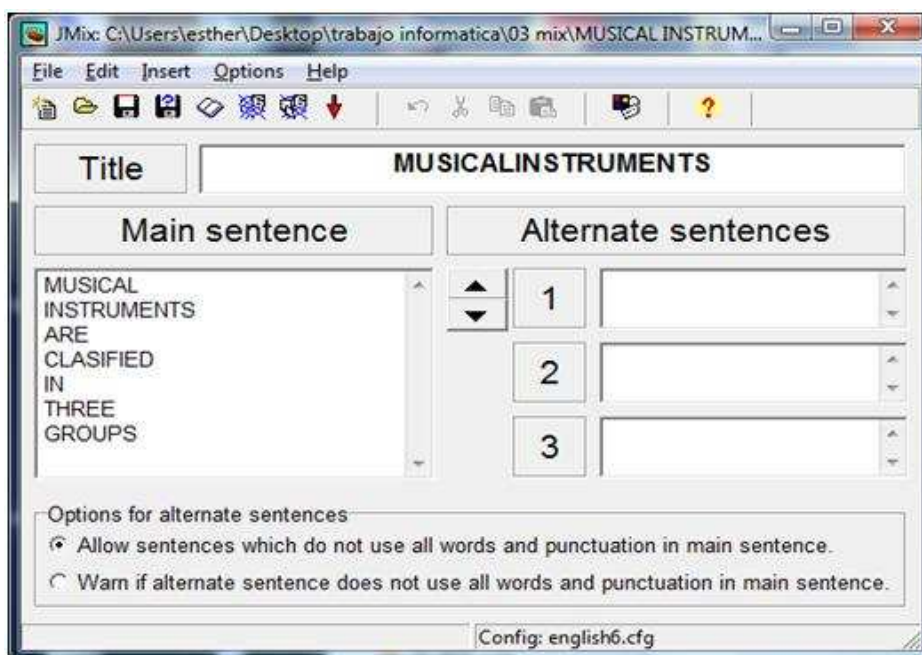 JMix: C:\Users\esther\Desktop\trabajo informatica\03 mix\MUSICAL INSTRUM...
File Edit Insert Options Help
Title
MUSICALINSTRUMENTS
Main sentence
Alternate sentences
MUSICAL
INSTRUMENTS
ARE
CLASIFIED
IN
THREE
GROUPS
1
2
3
Options for alternate sentences
Allow sentences which do not use all words and punctuation in main sentence.
Warn if alternate sentence does not use all words and punctuation in main sentence.
Config: english6.cfg